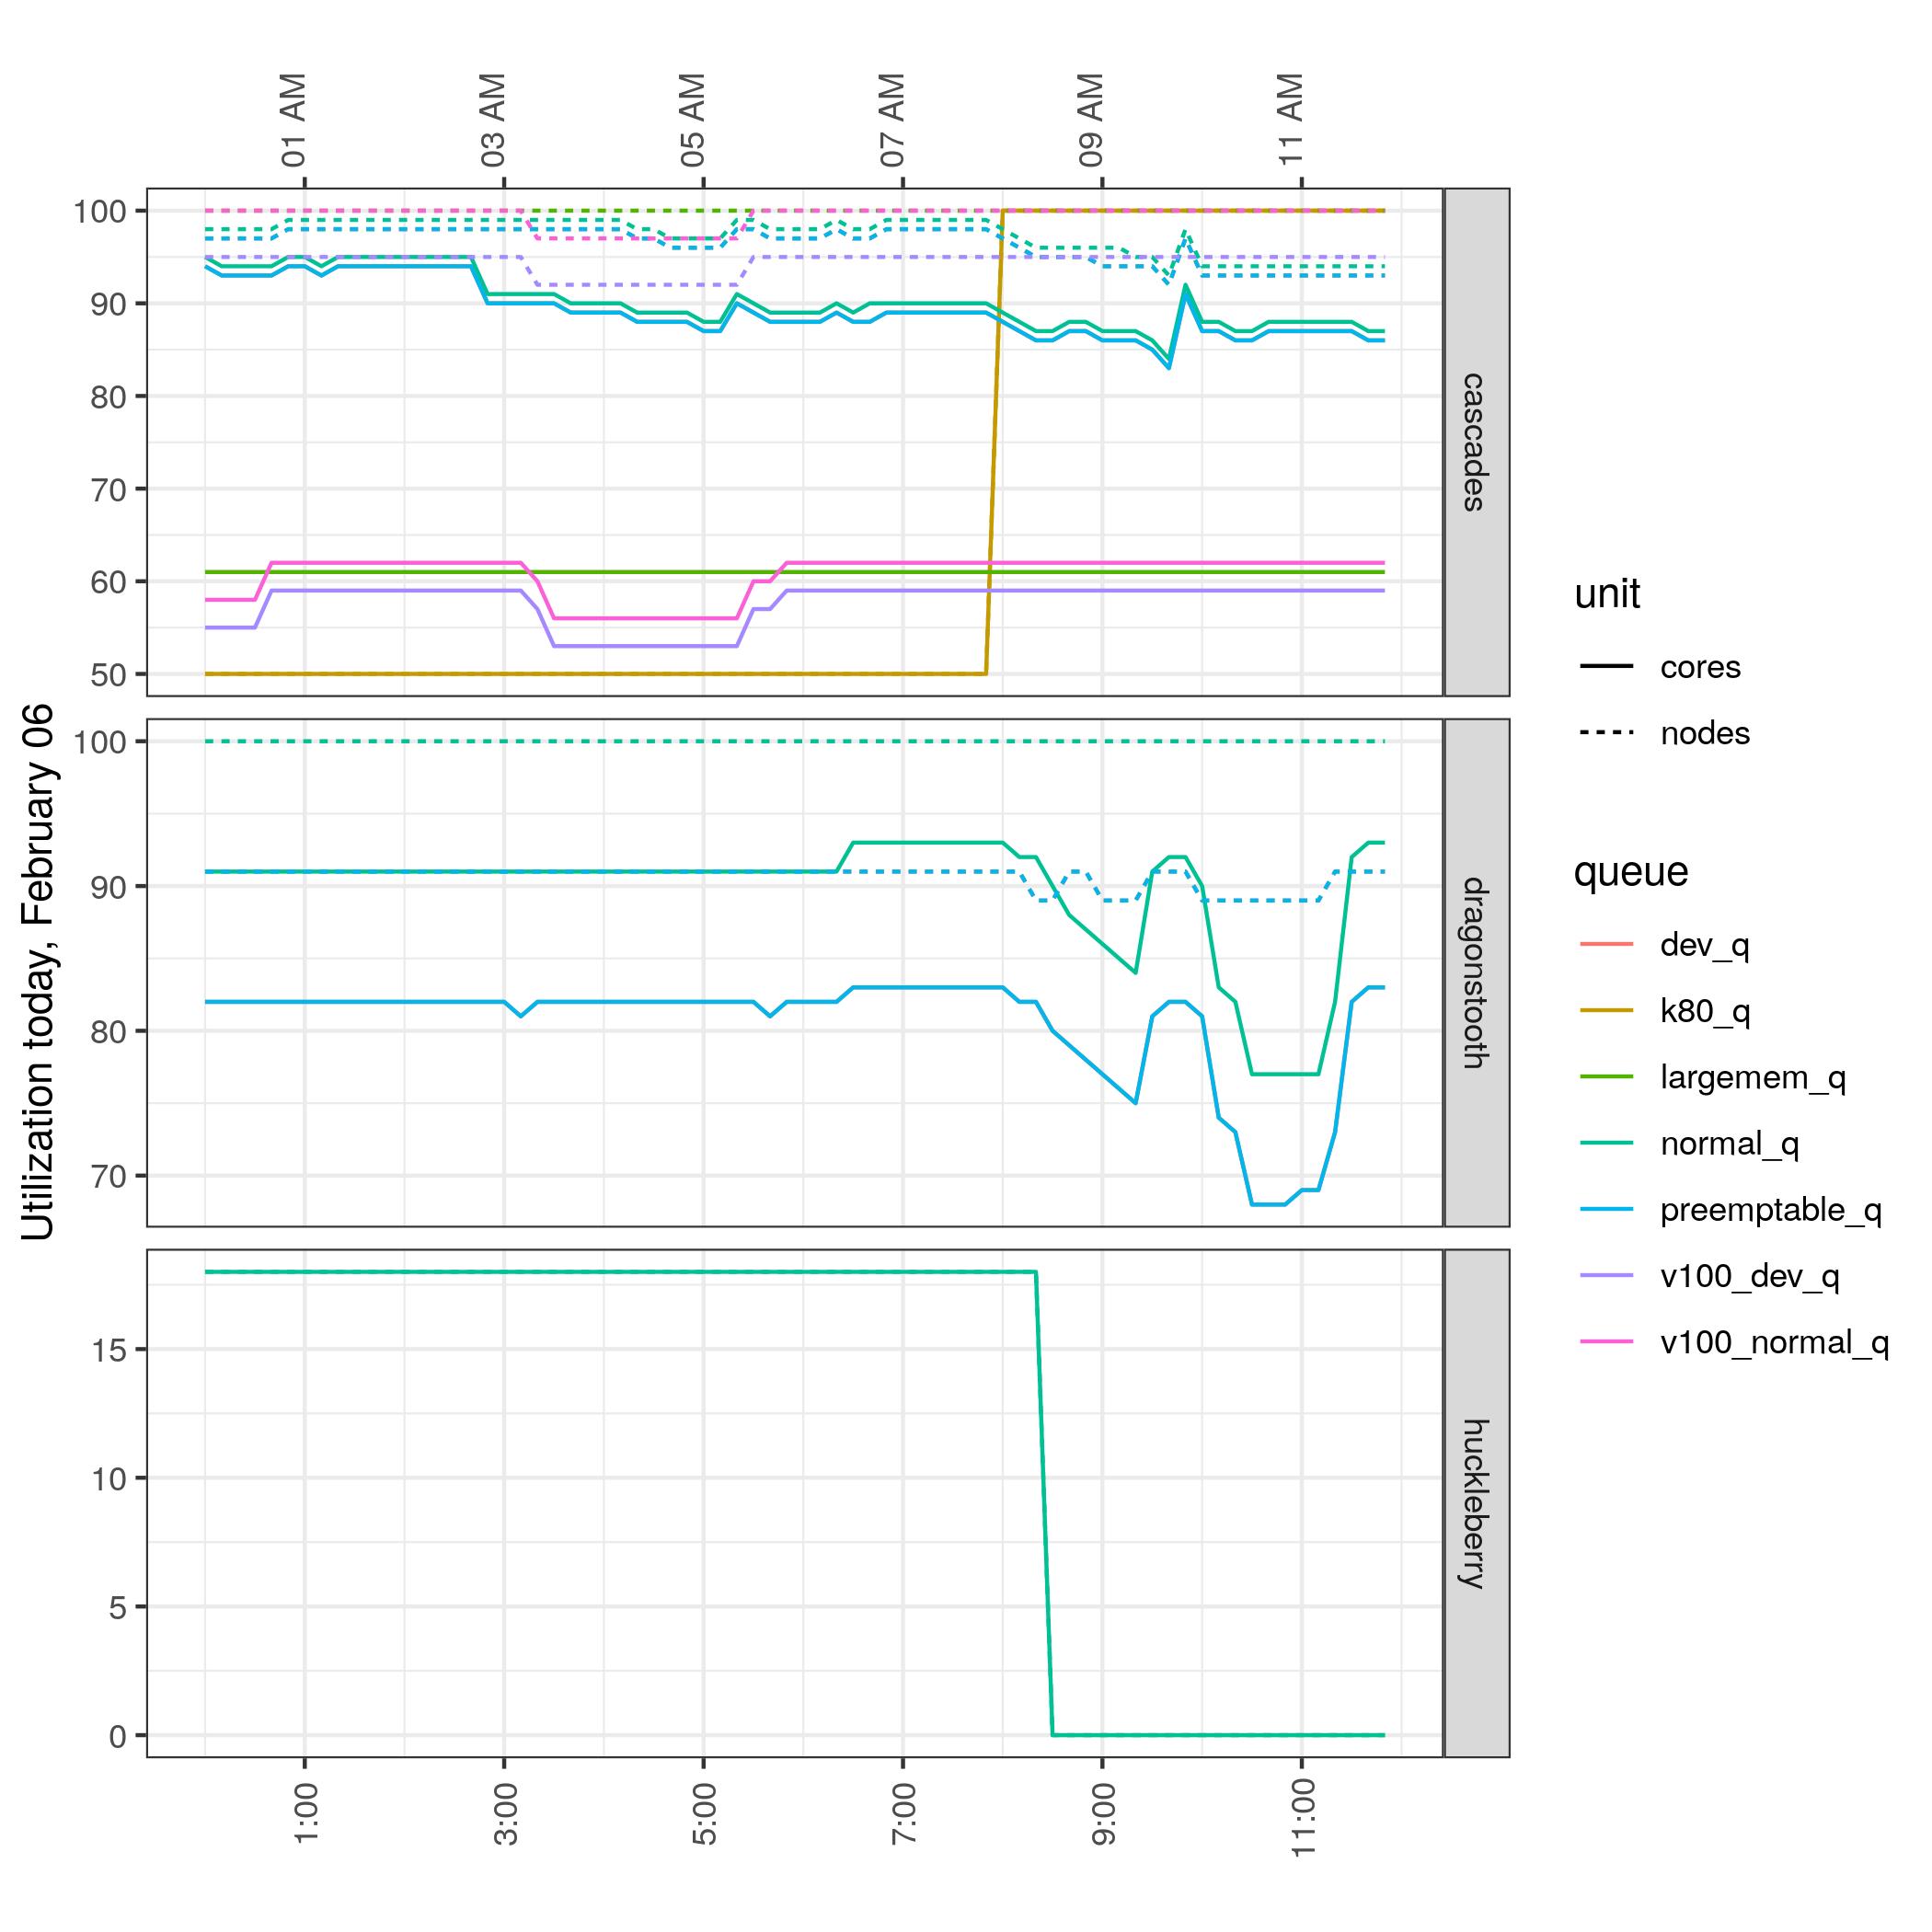 01 AM
03 AM
05 AM
07 AM
09 AM
11 AM
Utilization today, February 06
100
90
80
70
60
50
cascades
100
90
80
70
dragonstooth
15
10
5
0
huckleberry
1:00
3:00
5:00
7:00
9:00
11:00
unit
cores
nodes
queue
dev_q
k80_q
largemem_q
normal_q
preemptable_q
v100_dev_q
v100_normal_q